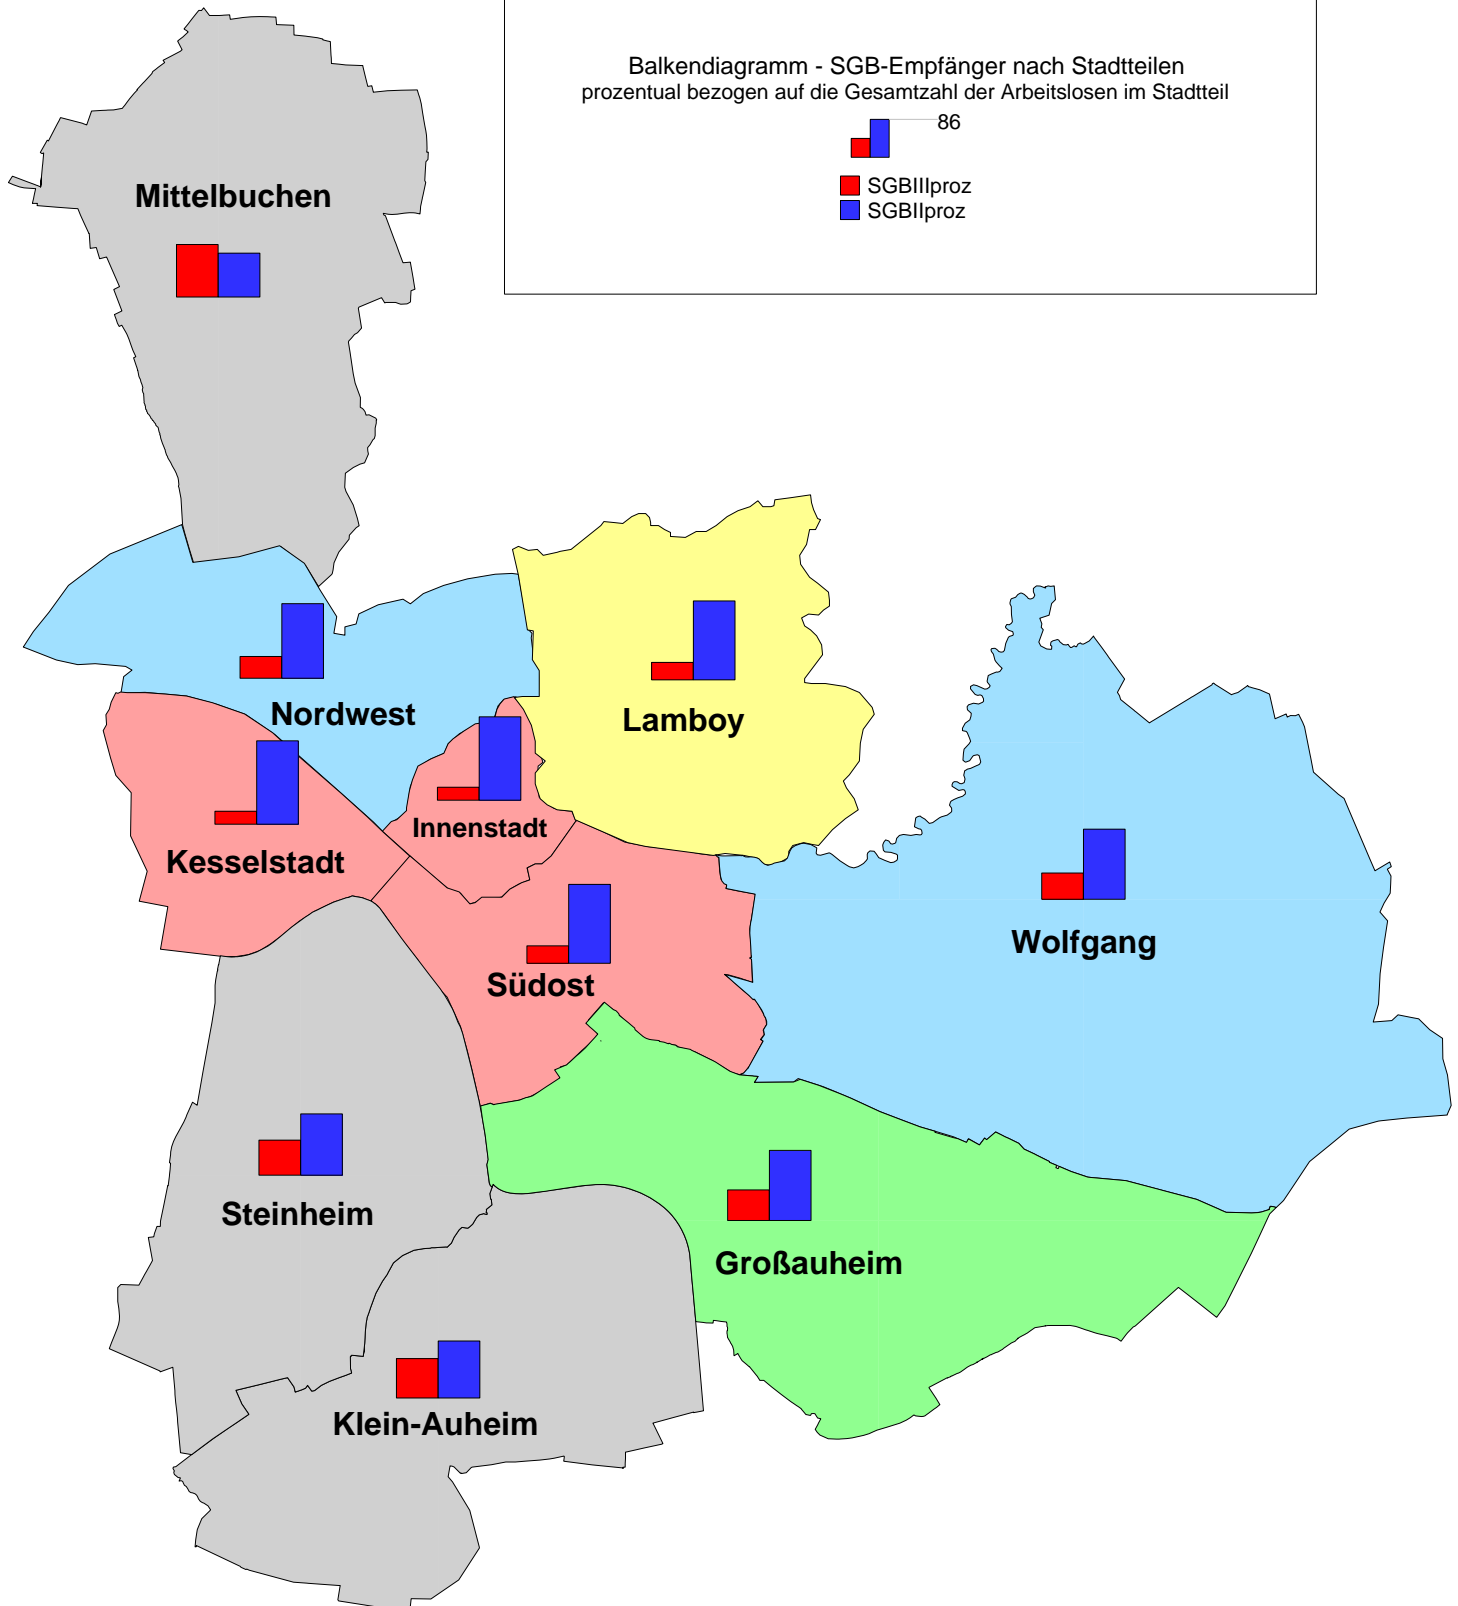 Balkendiagramm - SGB-Empfänger nach Stadtteilen
prozentual bezogen auf die Gesamtzahl der Arbeitslosen im Stadtteil
86
SGBIIIproz
SGBIIproz
Mittelbuchen
Nordwest
Lamboy
Innenstadt
Kesselstadt
Wolfgang
Südost
Steinheim
Großauheim
Klein-Auheim